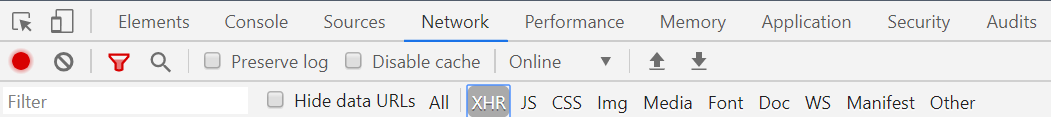 Elements Console Sources Network Performance Memory Application Security Audits
Preserve log Disable cache Online
Filter Hide data URLs All XHR JS CSS Img Media Font Doc WS Manifest Other